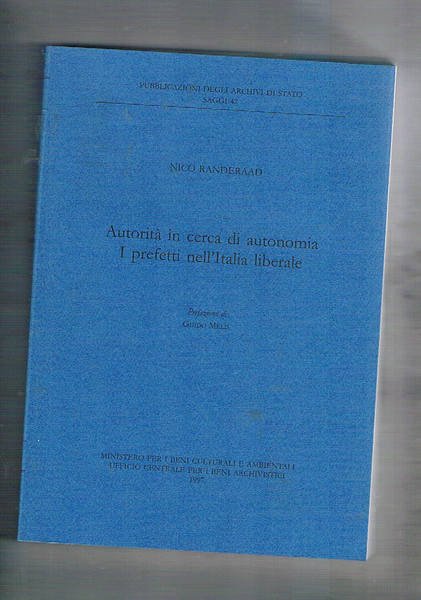 PUBBLICAZIONI DEGLI ARCHIVI DI STATO
SAGGI 42
NICO RANDERAAD
Autorità in cerca di autonomia
I prefetti nell'Italia liberale
Prefazione di
GUIDO MELIS
MINISTERO PER I BENI CULTURALI E AMBIENTALI
UFFICIO CENTRALE PER I BENI ARCHIVISTICI
1997